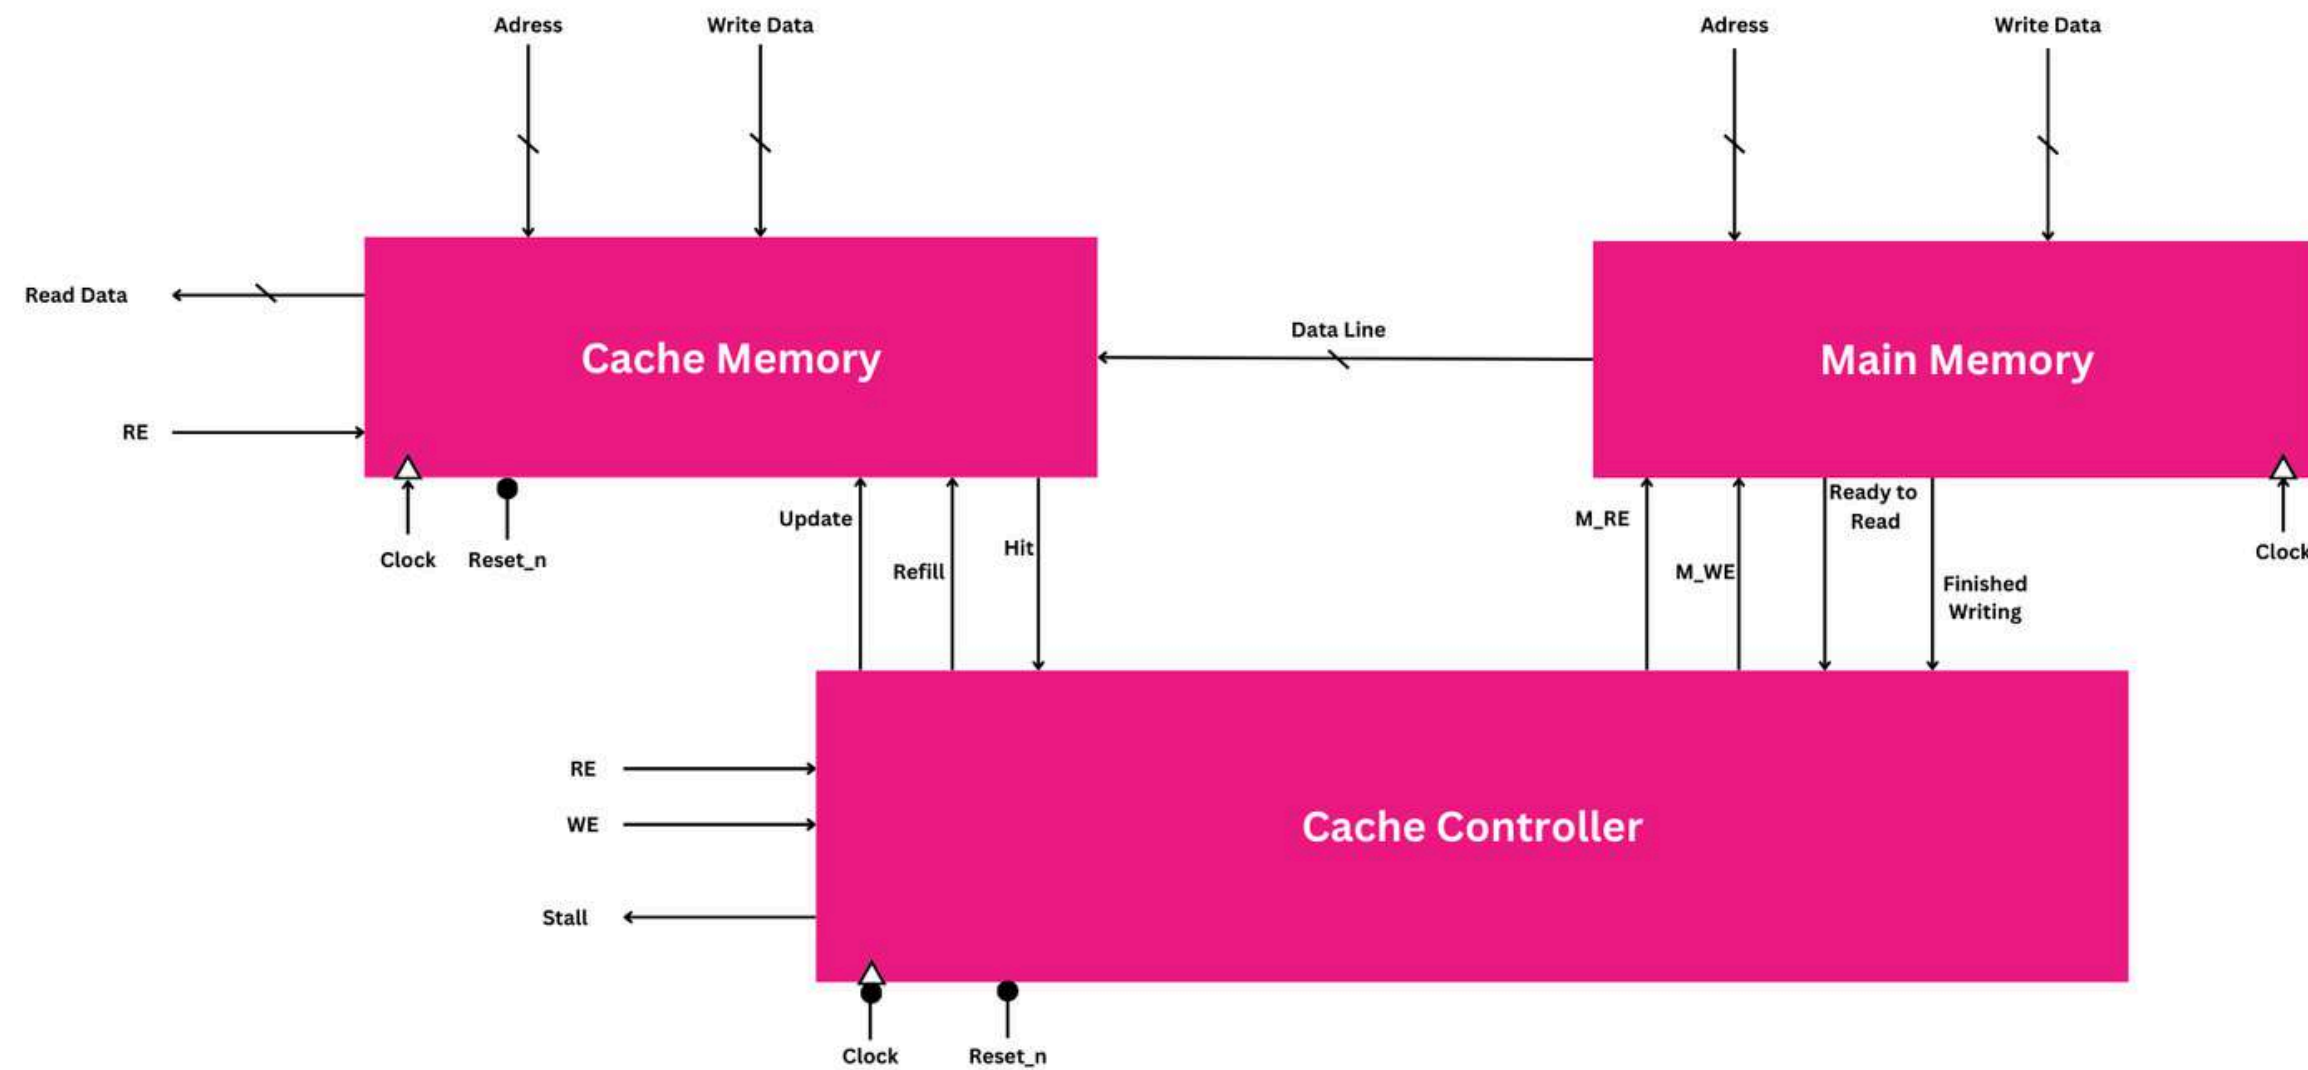 Adress
Write Data
Adress
Write Data
Read Data
Data Line
Cache Memory
Main Memory
RE
Clock
Reset_n
Update
Refill
Hit
M_RE
M_WE
Ready to
Read
Finished
Writing
Clock
RE
WE
Stall
Cache Controller
Clock
Reset_n